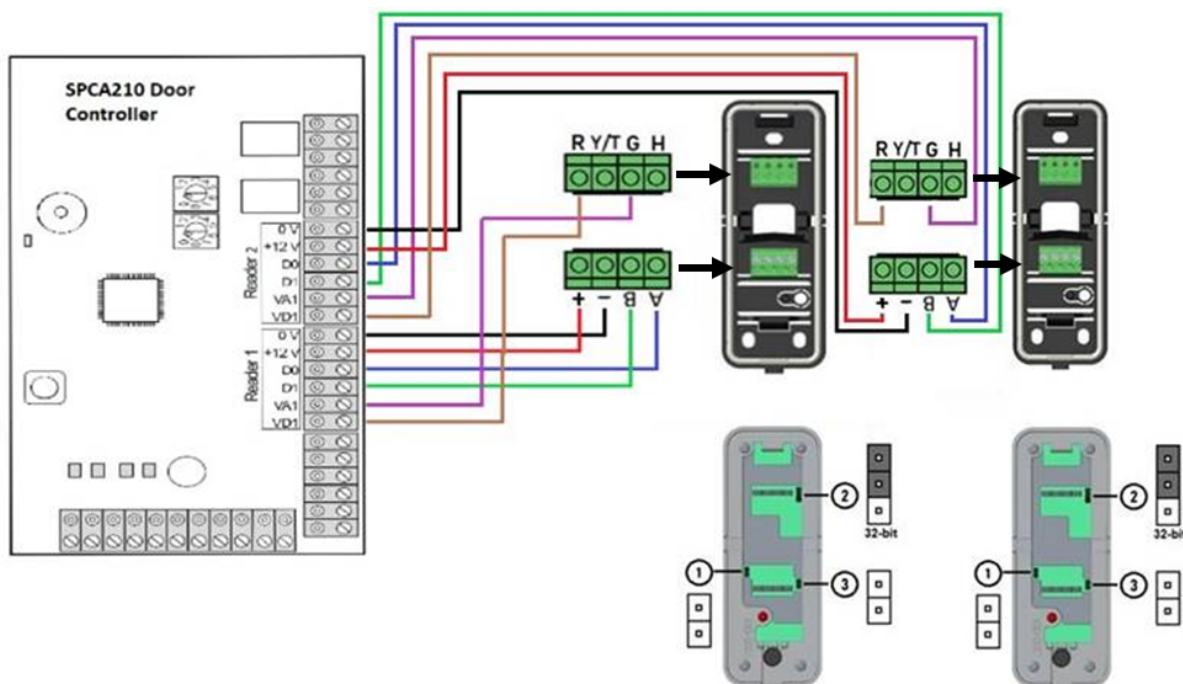 SPCA210 Door
Controller
Reader 2
0 V
+12 V
D0
D1
VA1
VD1
Reader 1
0 V
+12 V
D0
D1
VA1
VD1
R Y/T G H
+ - B A
R Y/T G H
+ - B A
1
2
3
32-bit
1
2
3
32-bit